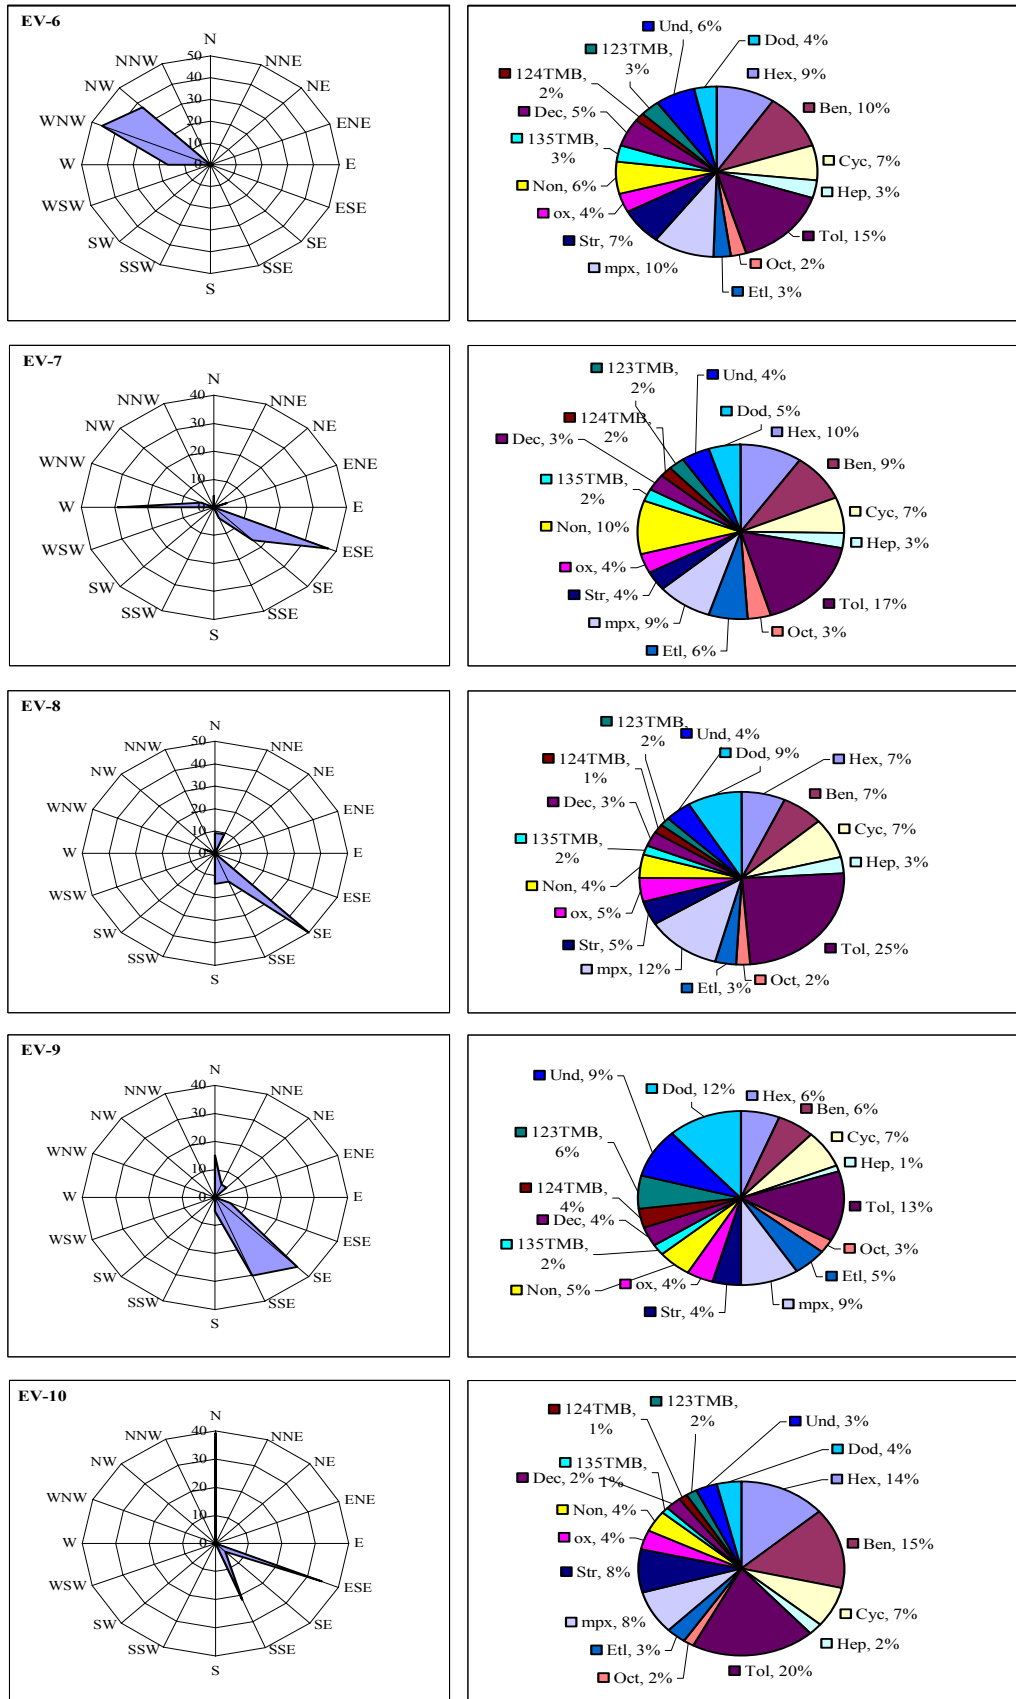 EV-6
N
NNE
NE
ENE
E
ESE
SE
SSE
S
SSW
SW
WSW
W
WNW
NW
NNW
50
40
30
20
10
0
Und, 6%
Dod, 4%
123TMB,
3%
Hex, 9%
124TMB,
2%
Ben, 10%
Dec, 5%
135TMB,
3%
Cyc, 7%
Non, 6%
Hep, 3%
ox, 4%
Tol, 15%
Str, 7%
mpx, 10%
Oct, 2%
Etl, 3%
EV-7
N
NNE
NE
ENE
E
ESE
SE
SSE
S
SSW
SW
WSW
W
WNW
NW
NNW
40
30
20
10
0
123TMB,
2%
Und, 4%
Dod, 5%
124TMB,
2%
Hex, 10%
Dec, 3%
Ben, 9%
135TMB,
2%
Cyc, 7%
Non, 10%
Hep, 3%
ox, 4%
Str, 4%
Tol, 17%
mpx, 9%
Oct, 3%
Etl, 6%
EV-8
N
NNE
NE
ENE
E
ESE
SE
SSE
S
SSW
SW
WSW
W
WNW
NW
NNW
50
40
30
20
10
0
123TMB,
2%
Und, 4%
Dod, 9%
Hex, 7%
124TMB,
1%
Dec, 3%
Ben, 7%
135TMB,
2%
Cyc, 7%
Hep, 3%
Non, 4%
ox, 5%
Str, 5%
Tol, 25%
mpx, 12%
Oct, 2%
Etl, 3%
EV-9
N
NNE
NE
ENE
E
ESE
SE
SSE
S
SSW
SW
WSW
W
WNW
NW
NNW
40
30
20
10
0
Und, 9%
Dod, 12%
Hex, 6%
Ben, 6%
123TMB,
6%
Cyc, 7%
Hep, 1%
124TMB,
4%
Tol, 13%
Dec, 4%
135TMB,
2%
Oct, 3%
Etl, 5%
Non, 5%
ox, 4%
mpx, 9%
Str, 4%
EV-10
N
NNE
NE
ENE
E
ESE
SE
SSE
S
SSW
SW
WSW
W
WNW
NW
NNW
40
30
20
10
0
124TMB,
1%
123TMB,
2%
Und, 3%
Dod, 4%
135TMB,
1%
Dec, 2%
Hex, 14%
Non, 4%
ox, 4%
Ben, 15%
Str, 8%
Cyc, 7%
mpx, 8%
Hep, 2%
Etl, 3%
Oct, 2%
Tol, 20%